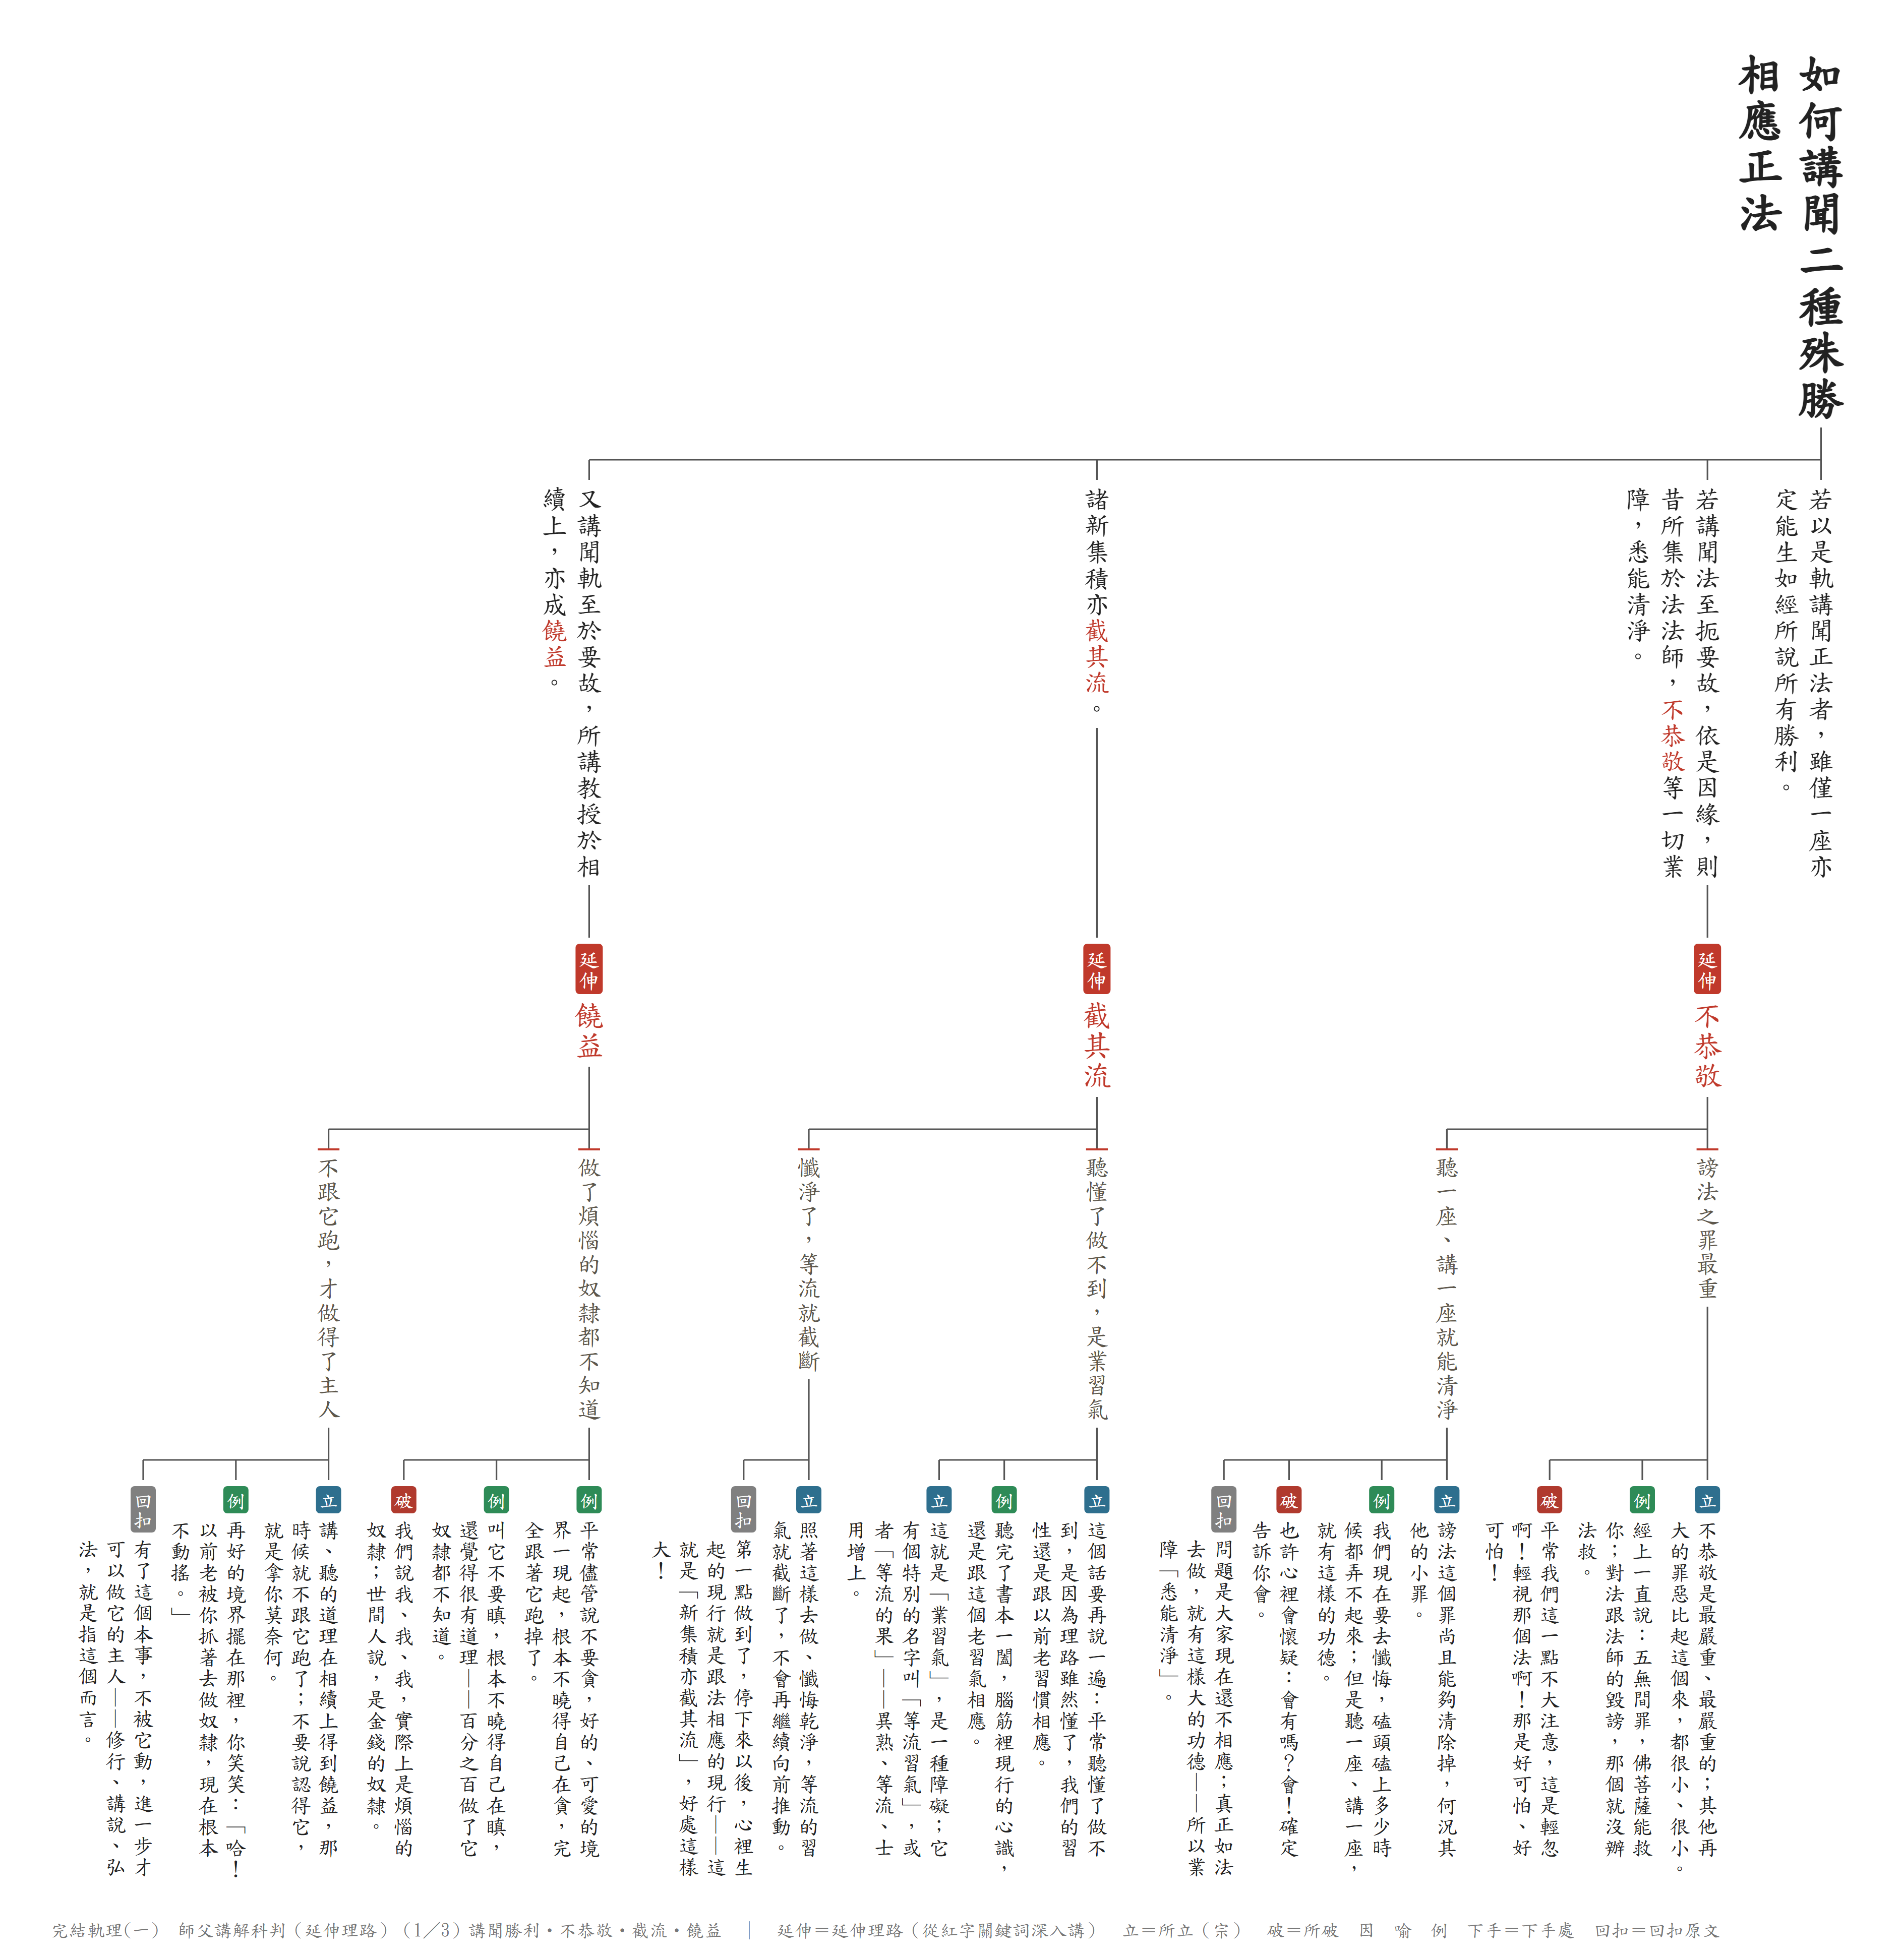 如何講聞二種殊勝
相應正法
若以是軌講聞正法者，雖僅一座亦
定能生如經所說所有勝利。
若講聞法至扼要故，依是因緣，則
昔所集於法法師，不恭敬等一切業
障，悉能清淨。
諸新集積亦截其流。
又講聞軌至於要故，所講教授於相
續上，亦成饒益。
延伸
不恭敬
延伸
截其流
延伸
饒益
謗法之罪最重
聽一座、講一座就能清淨
聽懂了做不到，是業習氣
懺淨了，等流就截斷
做了煩惱的奴隸都不知道
不跟它跑，才做得了主人
立
不恭敬是最嚴重、最嚴重的；其他再
大的罪惡比起這個來，都很小、很小。
例
經上一直說：五無間罪，佛菩薩能救
你；對法跟法師的毀謗，那個就沒辦
法救。
破
平常我們這一點不大注意，這是輕忽
啊！輕視那個法啊！那是好可怕、好
可怕！
立
謗法這個罪尚且能夠清除掉，何況其
他的小罪。
例
我們現在要去懺悔，磕頭磕上多少時
候都弄不起來；但是聽一座、講一座，
就有這樣的功德。
破
也許心裡會懷疑：會有嗎？會！確定
告訴你會。
回扣
問題是大家現在還不相應；真正如法
去做，就有這樣大的功德——所以業
障「悉能清淨」。
立
這個話要再說一遍：平常聽懂了做不
到，是因為理路雖然懂了，我們的習
性還是跟以前老習慣相應。
例
聽完了書本一闔，腦筋裡現行的心識，
還是跟這個老習氣相應。
立
這就是「業習氣」，是一種障礙；它
有個特別的名字叫「等流習氣」，或
者「等流的果」——異熟、等流、士
用增上。
立
照著這樣去做、懺悔乾淨，等流的習
氣就截斷了，不會再繼續向前推動。
回扣
第一點做到了，停下來以後，心裡生
起的現行就是跟法相應的現行——這
就是「新集積亦截其流」，好處這樣
大！
例
平常儘管說不要貪，好的、可愛的境
界一現起，根本不曉得自己在貪，完
全跟著它跑掉了。
例
叫它不要瞋，根本不曉得自己在瞋，
還覺得很有道理——百分之百做了它
奴隸都不知道。
破
我們說我、我、我，實際上是煩惱的
奴隸；世間人說，是金錢的奴隸。
立
講、聽的道理在相續上得到饒益，那
時候就不跟它跑了；不要說認得它，
就是拿你莫奈何。
例
再好的境界擺在那裡，你笑笑：「哈！
以前老被你抓著去做奴隸，現在根本
不動搖。」
回扣
有了這個本事，不被它動，進一步才
可以做它的主人——修行、講說、弘
法，就是指這個而言。
完結軌理(一)　師父講解科判（延伸理路）（1／3）講聞勝利・不恭敬・截流・饒益　｜　延伸＝延伸理路（從紅字關鍵詞深入講）　立＝所立（宗）　破＝所破　因　喻　例　下手＝下手處　回扣＝回扣原文